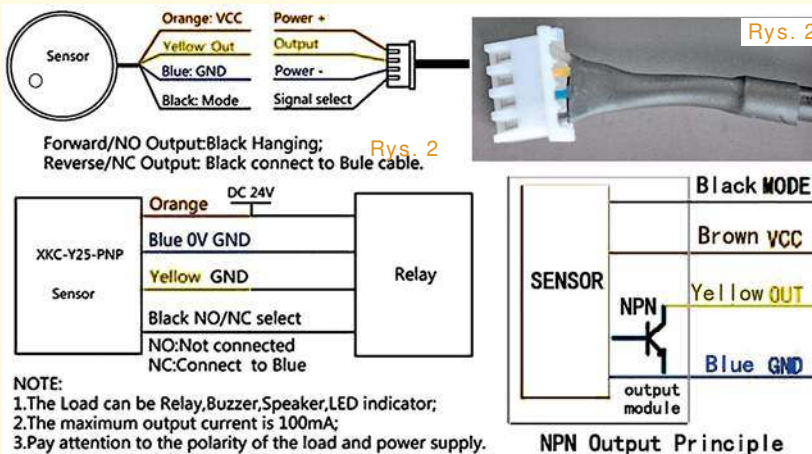 Orange: VCC Power +
Yellow Out Output
Sensor
Blue: GND Power -
Black: Mode Signal select
Forward/NO Output:Black Hanging;
Reverse/NC Output: Black connect to Bule cable.
Rys. 2
Rys. 2
DC 24V
Orange
Blue 0V GND
XKC-Y25-PNP
Sensor
Yellow GND
Relay
Black NO/NC select
NO:Not connected
NC:Connect to Blue
NOTE:
1.The Load can be Relay,Buzzer,Speaker,LED indicator;
2.The maximum output current is 100mA;
3.Pay attention to the polarity of the load and power supply.
Black MODE
Brown VCC
SENSOR
Yellow OUT
NPN
Blue GND
output
module
NPN Output Principle